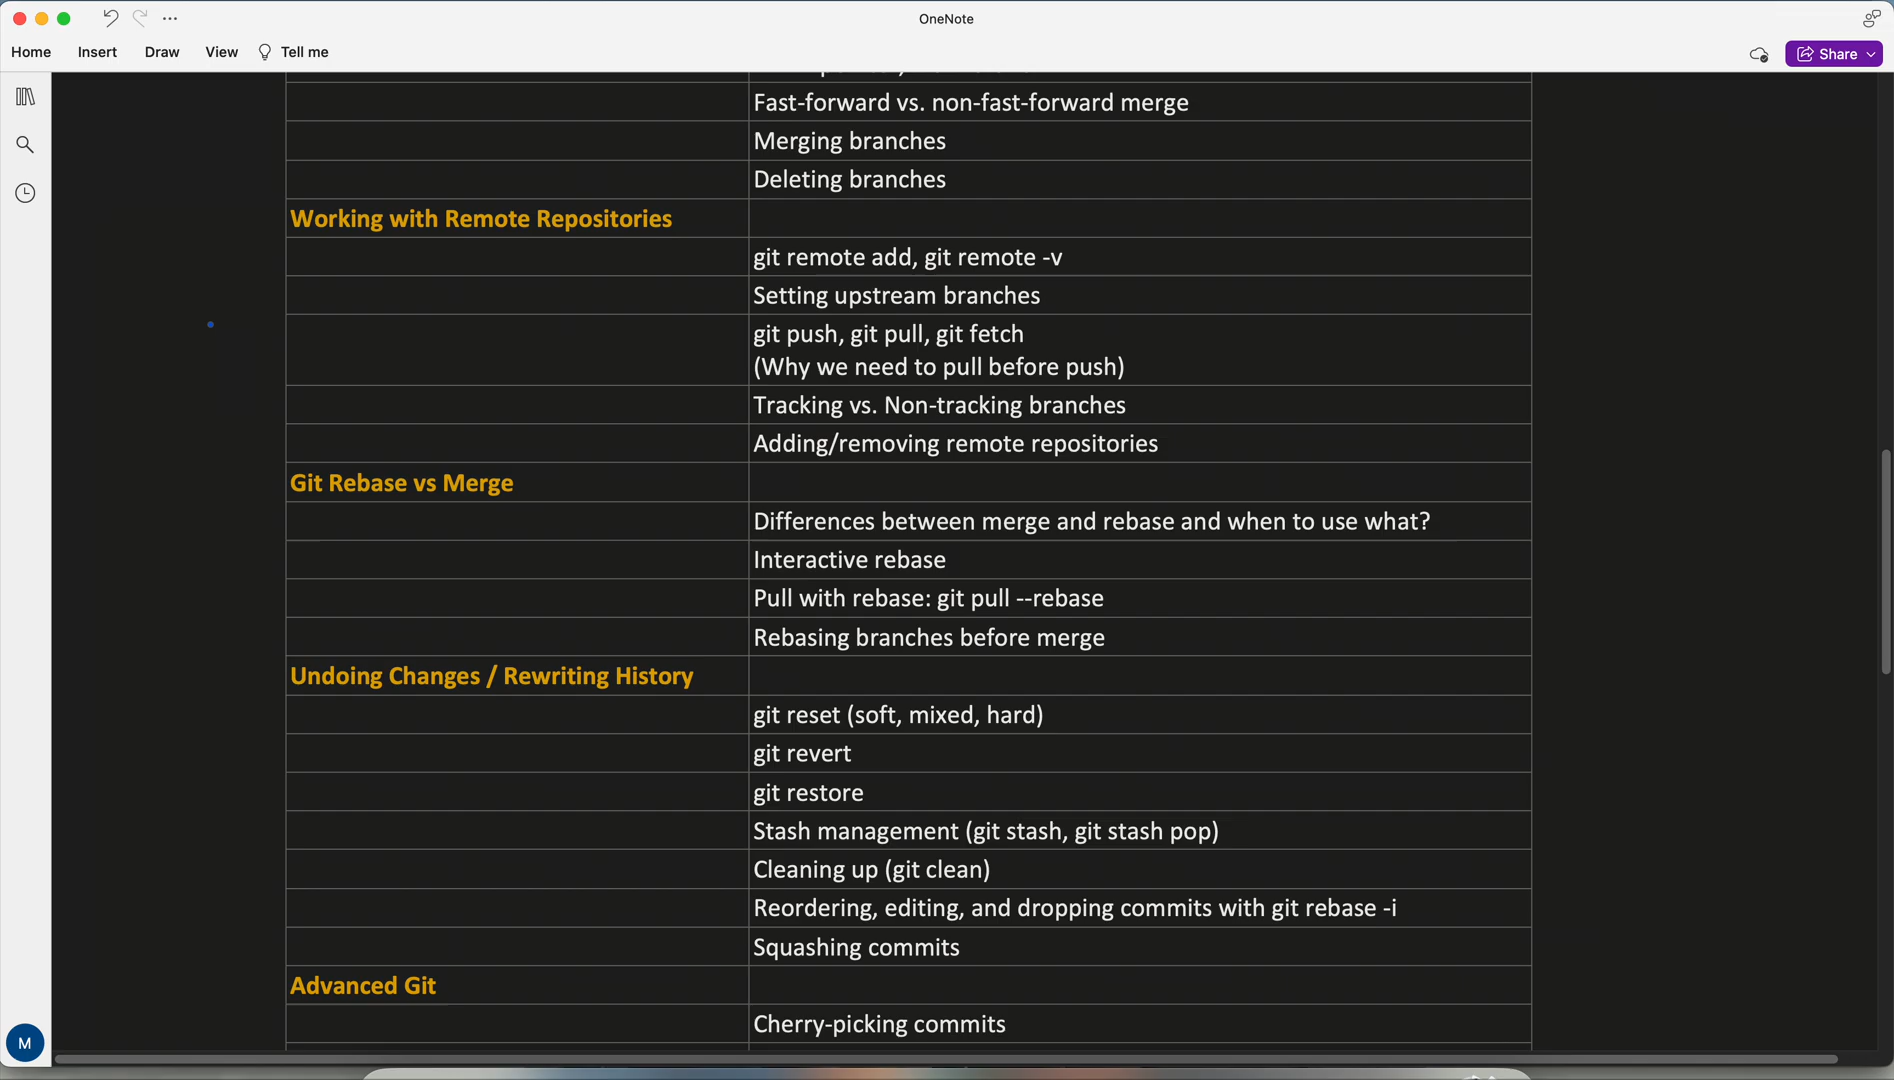 OneNote
Home
Insert
Draw
View
Tell me
Share
Fast-forward vs. non-fast-forward merge
Merging branches
Deleting branches
Working with Remote Repositories
git remote add, git remote -v
Setting upstream branches
git push, git pull, git fetch
(Why we need to pull before push)
Tracking vs. Non-tracking branches
Adding/removing remote repositories
Git Rebase vs Merge
Differences between merge and rebase and when to use what?
Interactive rebase
Pull with rebase: git pull --rebase
Rebasing branches before merge
Undoing Changes / Rewriting History
git reset (soft, mixed, hard)
git revert
git restore
Stash management (git stash, git stash pop)
Cleaning up (git clean)
Reordering, editing, and dropping commits with git rebase -i
Squashing commits
Advanced Git
Cherry-picking commits
M